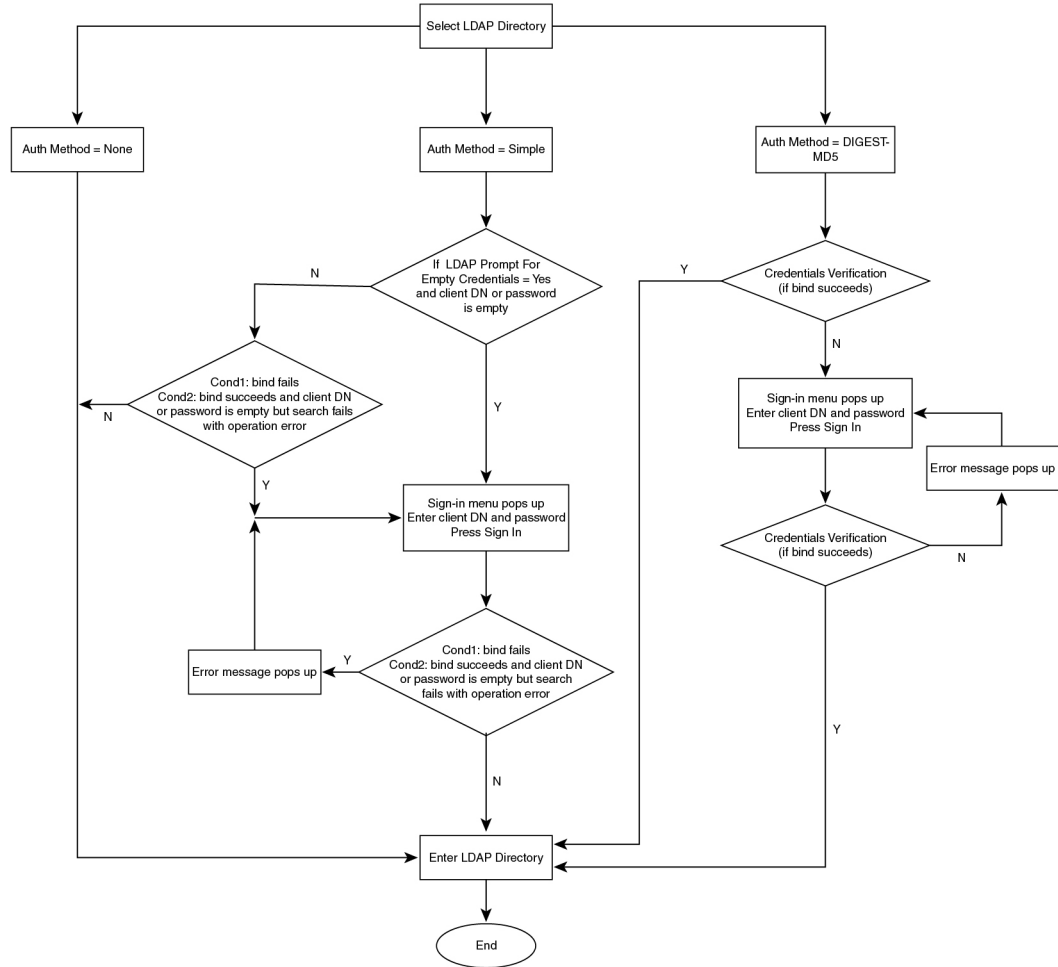 Select LDAP Directory
Auth Method = None
Auth Method = Simple
Auth Method = DIGEST-
MD5
If LDAP Prompt For
Empty Credentials = Yes
and client DN or password
is empty
N
Y
Credentials Verification
(if bind succeeds)
Y
N
Cond1: bind fails
Cond2: bind succeeds and client DN
or password is empty but search fails
with operation error
N
Y
Sign-in menu pops up
Enter client DN and password
Press Sign In
Error message pops up
Sign-in menu pops up
Enter client DN and password
Press Sign In
Credentials Verification
(if bind succeeds)
N
Y
Cond1: bind fails
Cond2: bind succeeds and client DN
or password is empty but search
fails with operation error
Y
Error message pops up
N
Enter LDAP Directory
End